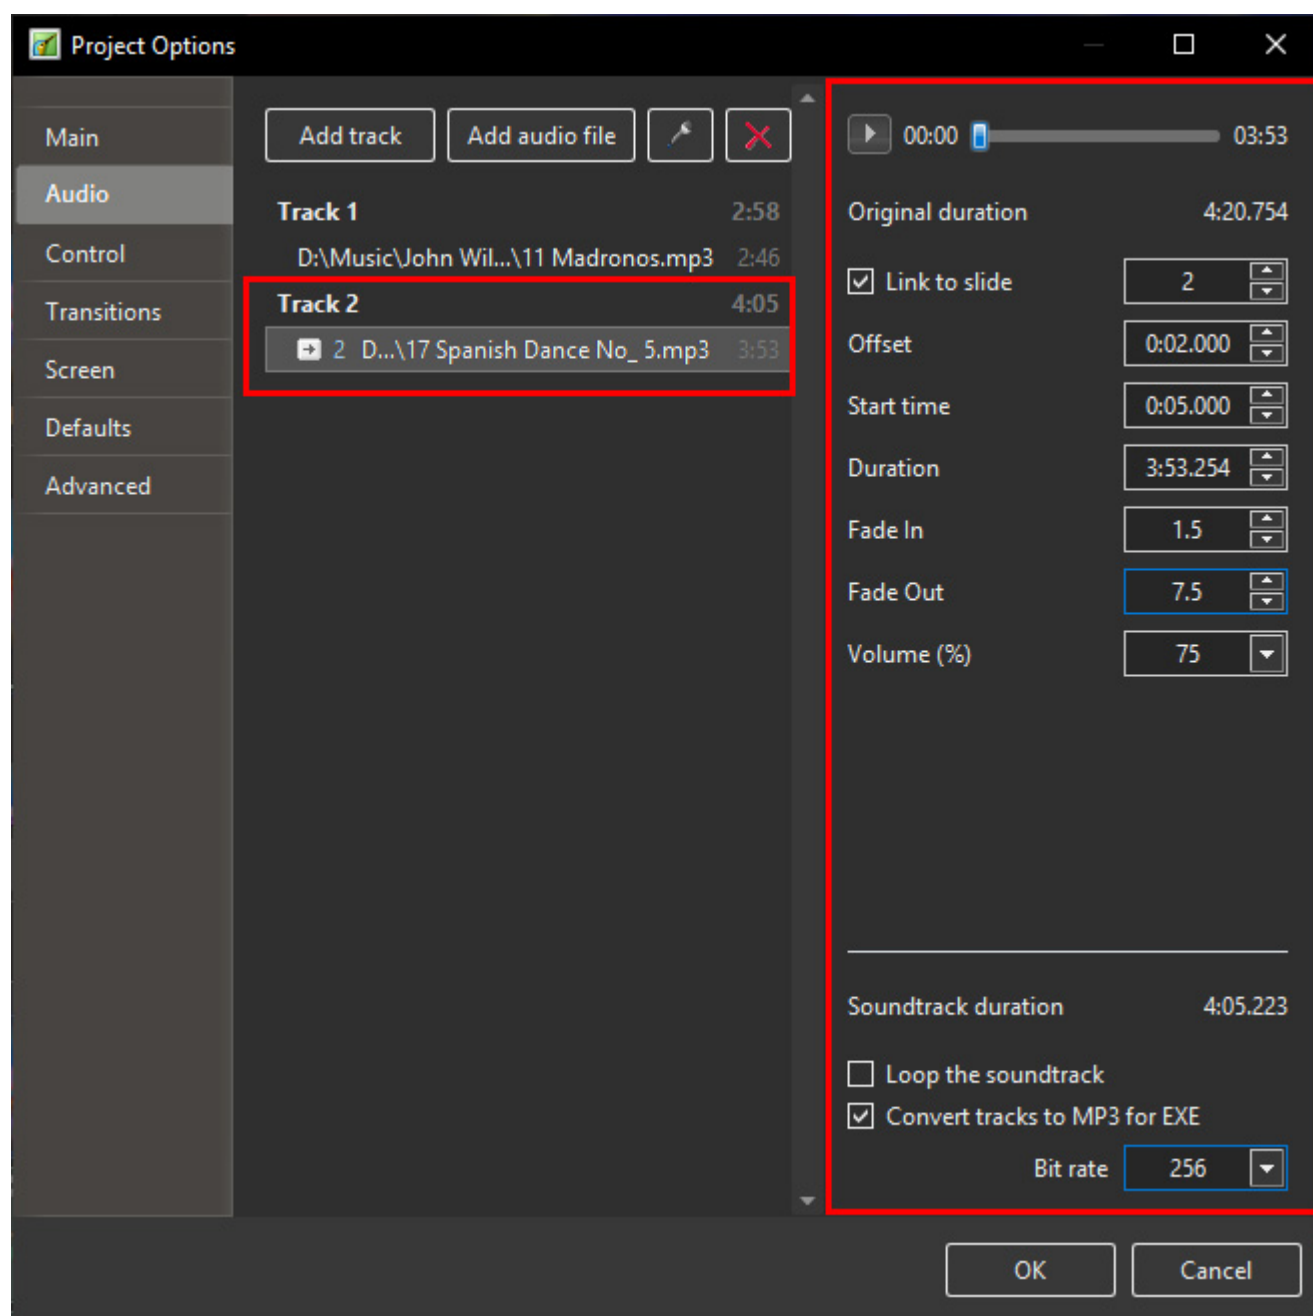 Project Options
Main
Audio
Control
Transitions
Screen
Defaults
Advanced
Add track Add audio file
Track 1 2:58
D:\Music\John Wil...\11 Madronos.mp3 2:46
Track 2 4:05
2 D...\17 Spanish Dance No_ 5.mp3 3:53
00:00 03:53
Original duration 4:20.754
Link to slide 2
Offset 0:02.000
Start time 0:05.000
Duration 3:53.254
Fade In 1.5
Fade Out 7.5
Volume (%) 75
Soundtrack duration 4:05.223
Loop the soundtrack
Convert tracks to MP3 for EXE
Bit rate 256
OK Cancel